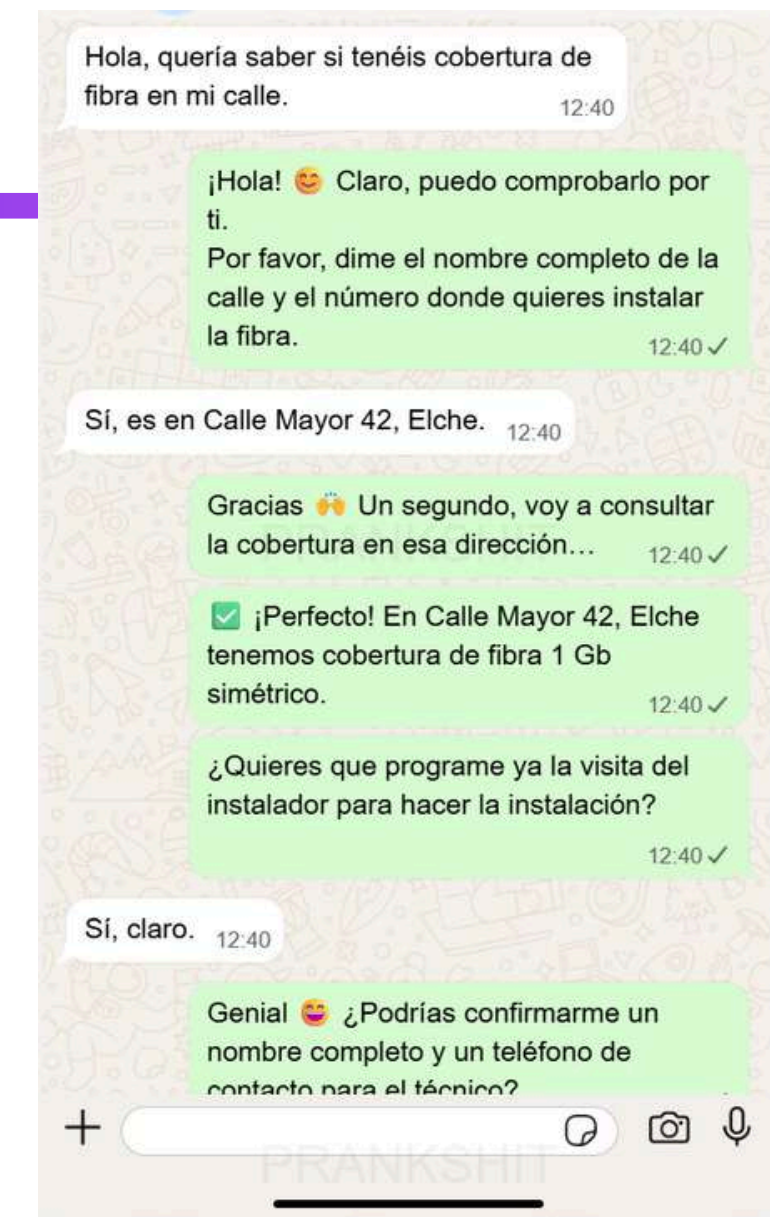 Hola, quería saber si tenéis cobertura de
fibra en mi calle.
12:40
¡Hola! 😊 Claro, puedo comprobarlo por
ti.
Por favor, dime el nombre completo de la
calle y el número donde quieres instalar
la fibra.
12:40
Sí, es en Calle Mayor 42, Elche.
12:40
Gracias 🙌 Un segundo, voy a consultar
la cobertura en esa dirección...
12:40
PRANKSHIT
✅ ¡Perfecto! En Calle Mayor 42, Elche
tenemos cobertura de fibra 1 Gb
simétrico.
12:40
¿Quieres que programe ya la visita del
instalador para hacer la instalación?
12:40
Sí, claro.
12:40
Genial 😄 ¿Podrías confirmarme un
nombre completo y un teléfono de
contacto para el técnico?
PRANKSHIT